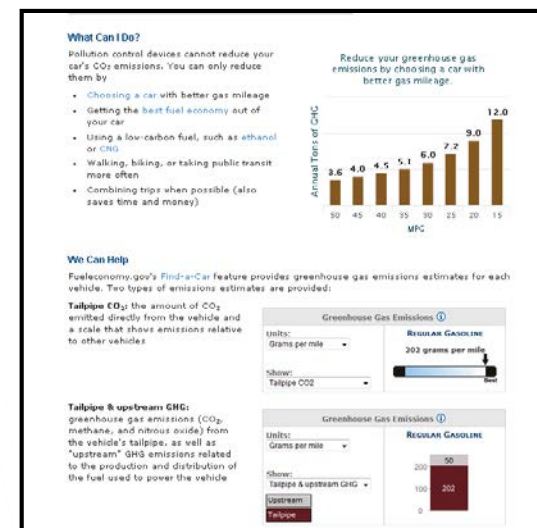 What Can I Do?
Pollution control devices cannot reduce your
car's CO₂ emissions. You can only reduce
them by
• Choosing a car with better gas mileage
• Getting the best fuel economy out of
your car
• Using a low-carbon fuel, such as ethanol
or CNG
• Walking, biking, or taking public transit
more often
• Combining trips when possible (also
saves time and money)
Reduce your greenhouse gas
emissions by choosing a car with
better gas mileage.
Annual Tons of GHG
3.6 4.0 4.5 5.1 6.0 7.2 9.0 12.0
50 45 40 35 30 25 20 15
MPG
We Can Help
Fueleconomy.gov's Find-a-Car feature provides greenhouse gas emissions estimates for each
vehicle. Two types of emissions estimates are provided:
Tailpipe CO₂: the amount of CO₂
emitted directly from the vehicle and
a scale that shows emissions relative
to other vehicles
Greenhouse Gas Emissions
Units:
Grams per mile
Show:
Tailpipe CO2
REGULAR GASOLINE
202 grams per mile
Best
Tailpipe & upstream GHG:
greenhouse gas emissions (CO₂,
methane, and nitrous oxide) from
the vehicle's tailpipe, as well as
"upstream" GHG emissions related
to the production and distribution of
the fuel used to power the vehicle
Greenhouse Gas Emissions
Units:
Grams per mile
Show:
Tailpipe & upstream GHG
Upstream
Tailpipe
REGULAR GASOLINE
50
200
100
202
0